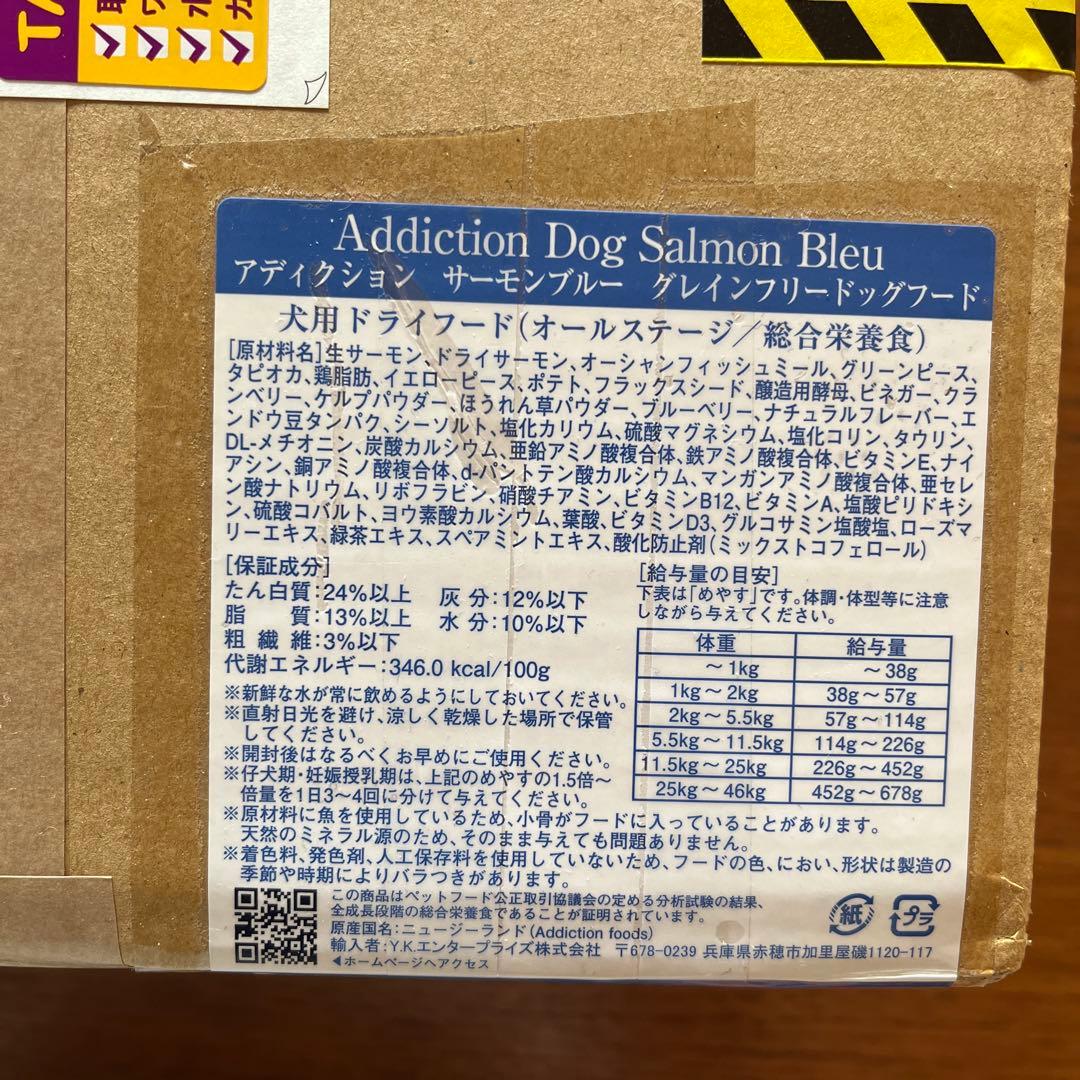 TA
Addiction Dog Salmon Bleu
アディクション サーモンブルー グレインフリードッグフード
犬用ドライフード(オールステージ/総合栄養食)
[原材料名]生サーモン、ドライサーモン、オーシャンフィッシュミール、グリーンピース、
タピオカ、鶏脂肪、イエローピース、ポテト、フラックスシード、醸造用酵母、ビネガー、クラ
ンベリー、ケルプパウダー、ほうれん草パウダー、ブルーベリー、ナチュラルフレーバー、エ
ンドウ豆タンパク、シーソルト、塩化カリウム、硫酸マグネシウム、塩化コリン、タウリン、
DL-メチオニン、炭酸カルシウム、亜鉛アミノ酸複合体、鉄アミノ酸複合体、ビタミンE、ナイ
アシン、銅アミノ酸複合体、d-パントテン酸カルシウム、マンガンアミノ酸複合体、亜セレ
ン酸ナトリウム、リボフラビン、硝酸チアミン、ビタミンB12、ビタミンA、塩酸ピリドキシ
ン、硫酸コバルト、ヨウ素酸カルシウム、葉酸、ビタミンD3、グルコサミン塩酸塩、ローズマ
リーエキス、緑茶エキス、スペアミントエキス、酸化防止剤(ミックストコフェロール)
[保証成分]
たん白質:24%以上 灰分:12%以下
脂 質:13%以上 水分:10%以下
粗繊維:3%以下
代謝エネルギー:346.0 kcal/100g
※新鮮な水が常に飲めるようにしておいてください。
※直射日光を避け、涼しく乾燥した場所で保管
してください。
※開封後はなるべくお早めにご使用ください。
※仔犬期・妊娠授乳期は、上記のめやすの1.5倍〜
倍量を1日3〜4回に分けて与えてください。
[給与量の目安]
下表は「めやす」です。体調・体型等に注意
しながら与えてください。
体重 給与量
〜1kg 〜38g
1kg〜2kg 38g〜57g
2kg〜5.5kg 57g〜114g
5.5kg〜11.5kg 114g〜226g
11.5kg〜25kg 226g〜452g
25kg〜46kg 452g〜678g
※原材料に魚を使用しているため、小骨がフードに入っていることがあります。
天然のミネラル源のため、そのまま与えても問題ありません。
※着色料、発色剤、人工保存料を使用していないため、フードの色、におい、形状は製造の
季節や時期によりバラつきがあります。
この商品はペットフード公正取引協議会の定める分析試験の結果、
全成長段階の総合栄養食であることが証明されています。
原産国名:ニュージーランド(Addiction foods)
輸入者:Y.K.エンタープライズ株式会社 〒678-0239 兵庫県赤穂市加里屋磯1120-117
◀ホームページへアクセス
紙
プラ